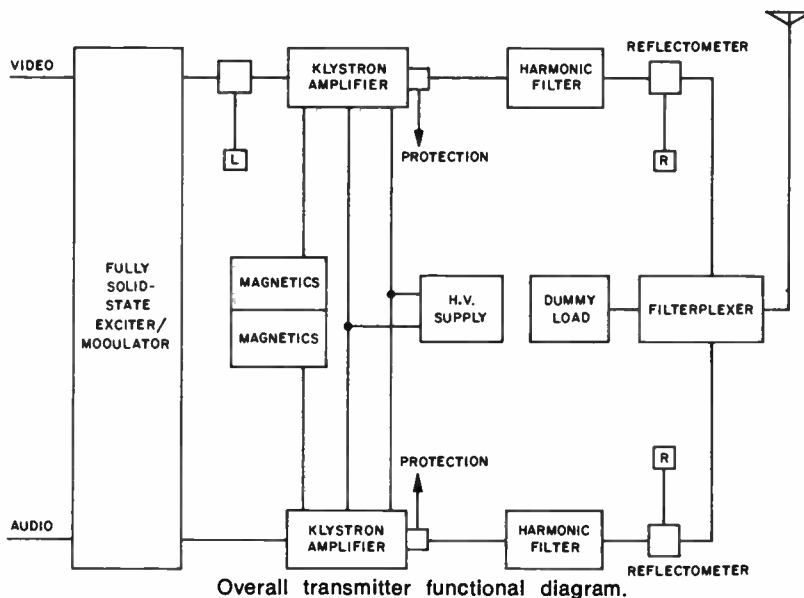 VIDEO
KLYSTRON
AMPLIFIER
HARMONIC
FILTER
REFLECTOMETER
L
PROTECTION
R
FULLY
SOLID-
STATE
EXCITER/
MODULATOR
MAGNETICS
MAGNETICS
H.V.
SUPPLY
DUMMY
LOAD
FILTERPLEXER
PROTECTION
R
AUDIO
KLYSTRON
AMPLIFIER
HARMONIC
FILTER
REFLECTOMETER
Overall transmitter functional diagram.